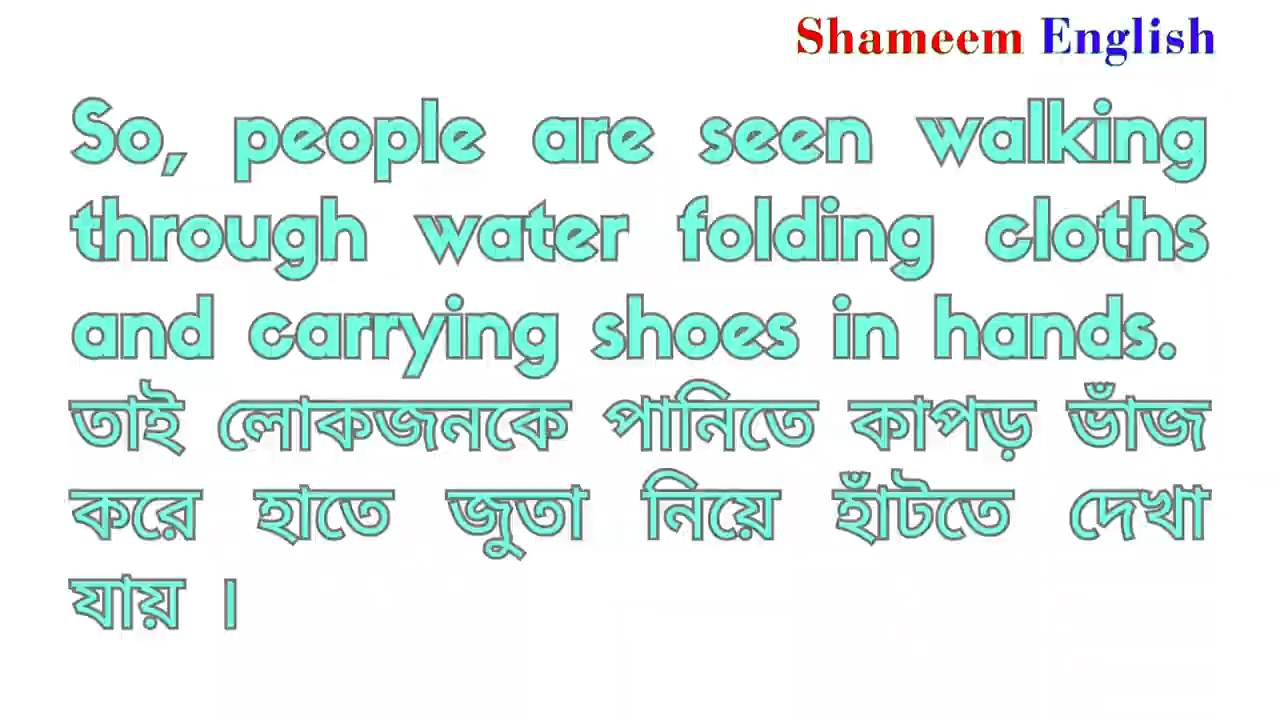 Shameem English
So, people are seen walking
through water folding cloths
and carrying shoes in hands.
তাই লোকজনকে পানিতে কাপড় ভাঁজ
করে হাতে জুতা নিয়ে হাঁটতে দেখা
যায় ।